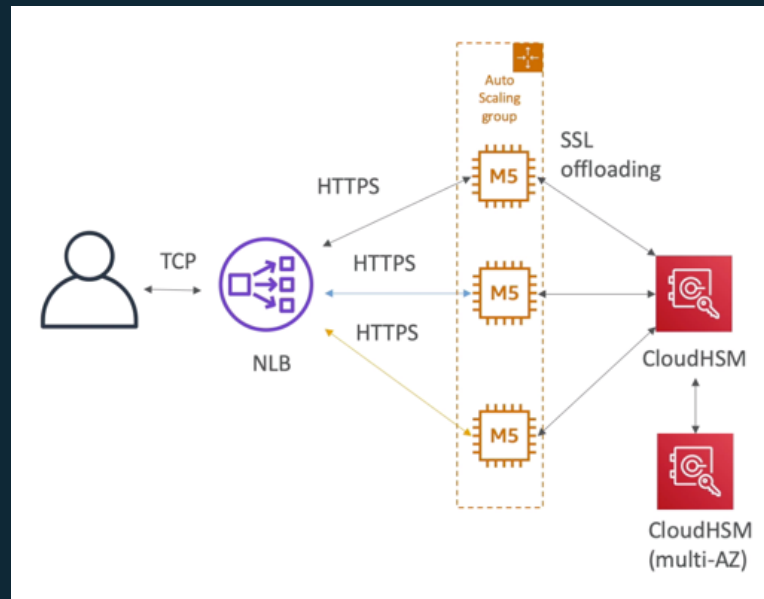 Auto
Scaling
group
SSL
offloading
M5
HTTPS
TCP
HTTPS
M5
HTTPS
NLB
CloudHSM
M5
CloudHSM
(multi-AZ)